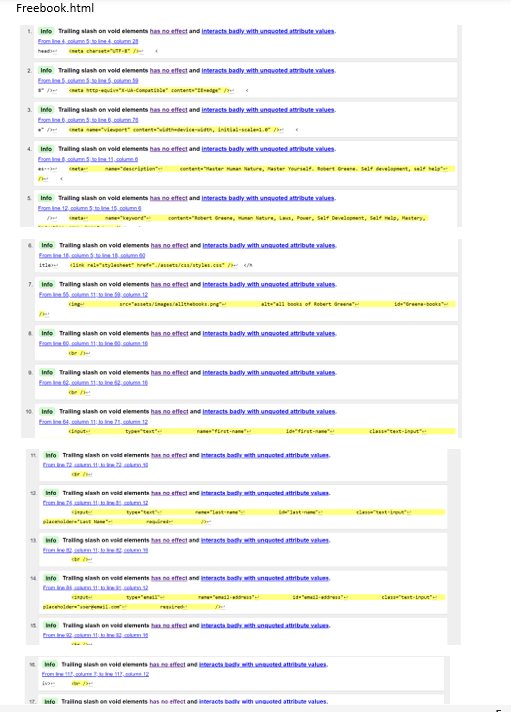 Freebook.html
1. Info Trailing slash on void elements has no effect and interacts badly with unquoted attribute values.
From line 4, column 5; to line 4, column 28
head>↩ <meta charset="UTF-8" />↩ <
2. Info Trailing slash on void elements has no effect and interacts badly with unquoted attribute values.
From line 5, column 5; to line 5, column 58
8" />↩ <meta http-equiv="X-UA-Compatible" content="IE=edge" />↩ <
3. Info Trailing slash on void elements has no effect and interacts badly with unquoted attribute values.
From line 6, column 5; to line 6, column 76
e" />↩ <meta name="viewport" content="width=device-width, initial-scale=1.0" />↩ <
4. Info Trailing slash on void elements has no effect and interacts badly with unquoted attribute values.
From line 8, column 5; to line 11, column 6
es-->↩ <meta↩ name="description"↩ content="Master Human Nature, Master Yourself. Robert Greene. Self development, self help"↩
/>↩ <
5. Info Trailing slash on void elements has no effect and interacts badly with unquoted attribute values.
From line 12, column 5; to line 15, column 6
/>↩ <meta↩ name="keyword"↩ content="Robert Greene, Human Nature, Laws, Power, Self Development, Self Help, Mastery,
6. Info Trailing slash on void elements has no effect and interacts badly with unquoted attribute values.
From line 18, column 5; to line 18, column 60
itle>↩ <link rel="stylesheet" href="./assets/css/styles.css" />↩ </h
7. Info Trailing slash on void elements has no effect and interacts badly with unquoted attribute values.
From line 55, column 11; to line 59, column 12
<img↩ src="assets/images/allthebooks.png"↩ alt="all books of Robert Greene"↩ id="Greene-books"↩
/>↩
8. Info Trailing slash on void elements has no effect and interacts badly with unquoted attribute values.
From line 60, column 11; to line 60, column 16
<br />↩
9. Info Trailing slash on void elements has no effect and interacts badly with unquoted attribute values.
From line 62, column 11; to line 62, column 16
<br />↩
10. Info Trailing slash on void elements has no effect and interacts badly with unquoted attribute values.
From line 64, column 11; to line 71, column 12
<input↩ type="text"↩ name="first-name"↩ id="first-name"↩ class="text-input"↩
11. Info Trailing slash on void elements has no effect and interacts badly with unquoted attribute values.
From line 72, column 11; to line 72, column 16
<br />↩
12. Info Trailing slash on void elements has no effect and interacts badly with unquoted attribute values.
From line 74, column 11; to line 81, column 12
<input↩ type="text"↩ name="last-name"↩ id="last-name"↩ class="text-input"↩
placeholder="Last Name"↩ required↩ />↩
13. Info Trailing slash on void elements has no effect and interacts badly with unquoted attribute values.
From line 82, column 11; to line 82, column 16
<br />↩
14. Info Trailing slash on void elements has no effect and interacts badly with unquoted attribute values.
From line 84, column 11; to line 91, column 12
<input↩ type="email"↩ name="email-address"↩ id="email-address"↩ class="text-input"↩
placeholder="user@email.com"↩ required↩ />↩
15. Info Trailing slash on void elements has no effect and interacts badly with unquoted attribute values.
From line 92, column 11; to line 92, column 16
16. Info Trailing slash on void elements has no effect and interacts badly with unquoted attribute values.
From line 117, column 7; to line 117, column 12
iv>↩ <br />↩
17. Info Trailing slash on void elements has no effect and interacts badly with unquoted attribute values.